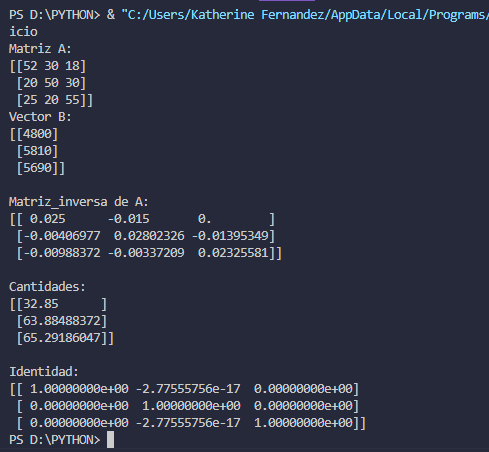 PS D:\PYTHON> & "C:/Users/Katherine Fernandez/AppData/Local/Programs/
icio
Matriz A:
[[52 30 18]
 [20 50 30]
 [25 20 55]]
Vector B:
[[4800]
 [5810]
 [5690]]
Matriz_inversa de A:
[[ 0.025      -0.015       0.        ]
 [-0.00406977  0.02802326 -0.01395349]
 [-0.00988372 -0.00337209  0.02325581]]
Cantidades:
[[32.85      ]
 [63.88488372]
 [65.29186047]]
Identidad:
[[ 1.00000000e+00 -2.77555756e-17  0.00000000e+00]
 [ 0.00000000e+00  1.00000000e+00  0.00000000e+00]
 [ 0.00000000e+00 -2.77555756e-17  1.00000000e+00]]
PS D:\PYTHON>